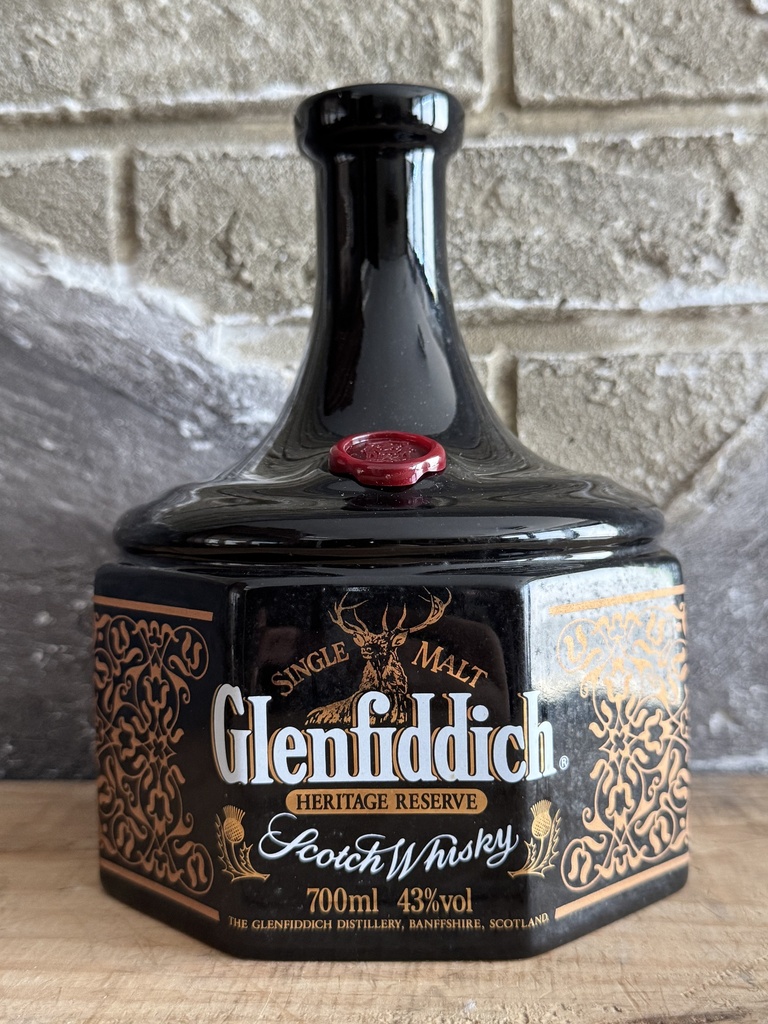 SINGLE MALT
Glenfiddich®
HERITAGE RESERVE
Scotch Whisky
700ml 43%vol
THE GLENFIDDICH DISTILLERY, BANFFSHIRE, SCOTLAND.